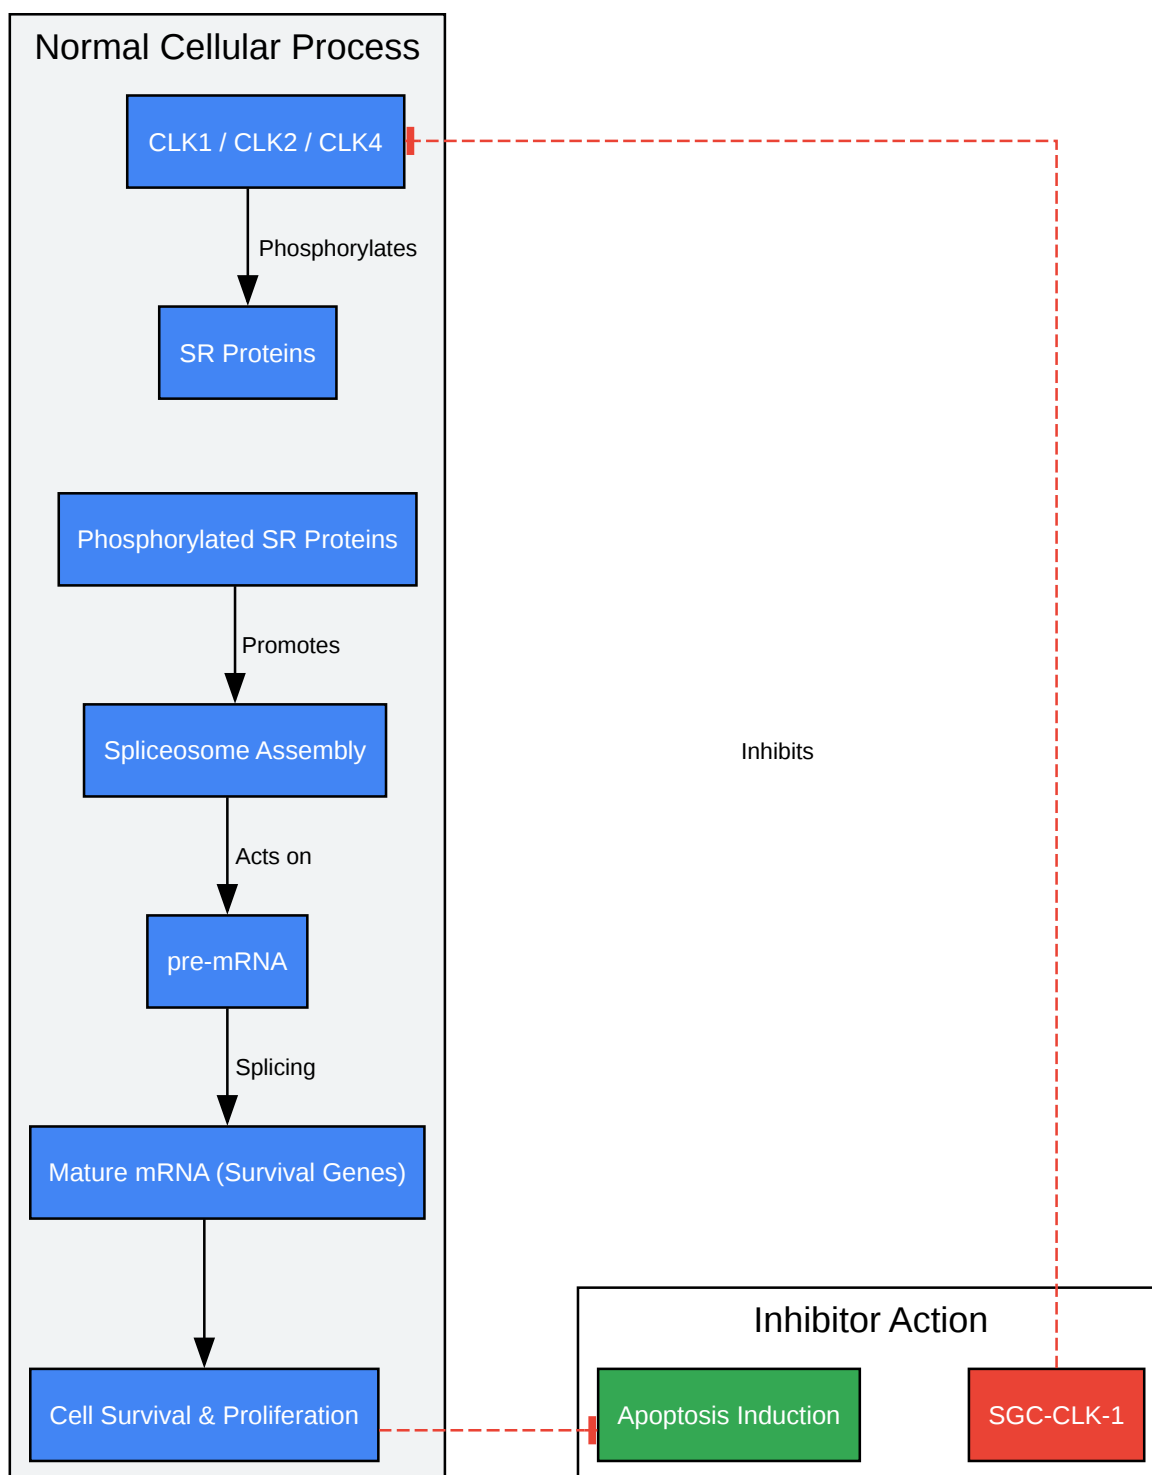 Normal Cellular Process
CLK1 / CLK2 / CLK4
Phosphorylates
SR Proteins
Phosphorylated SR Proteins
Promotes
Spliceosome Assembly
Inhibits
Acts on
pre-mRNA
Splicing
Mature mRNA (Survival Genes)
Cell Survival & Proliferation
Inhibitor Action
Apoptosis Induction
SGC-CLK-1